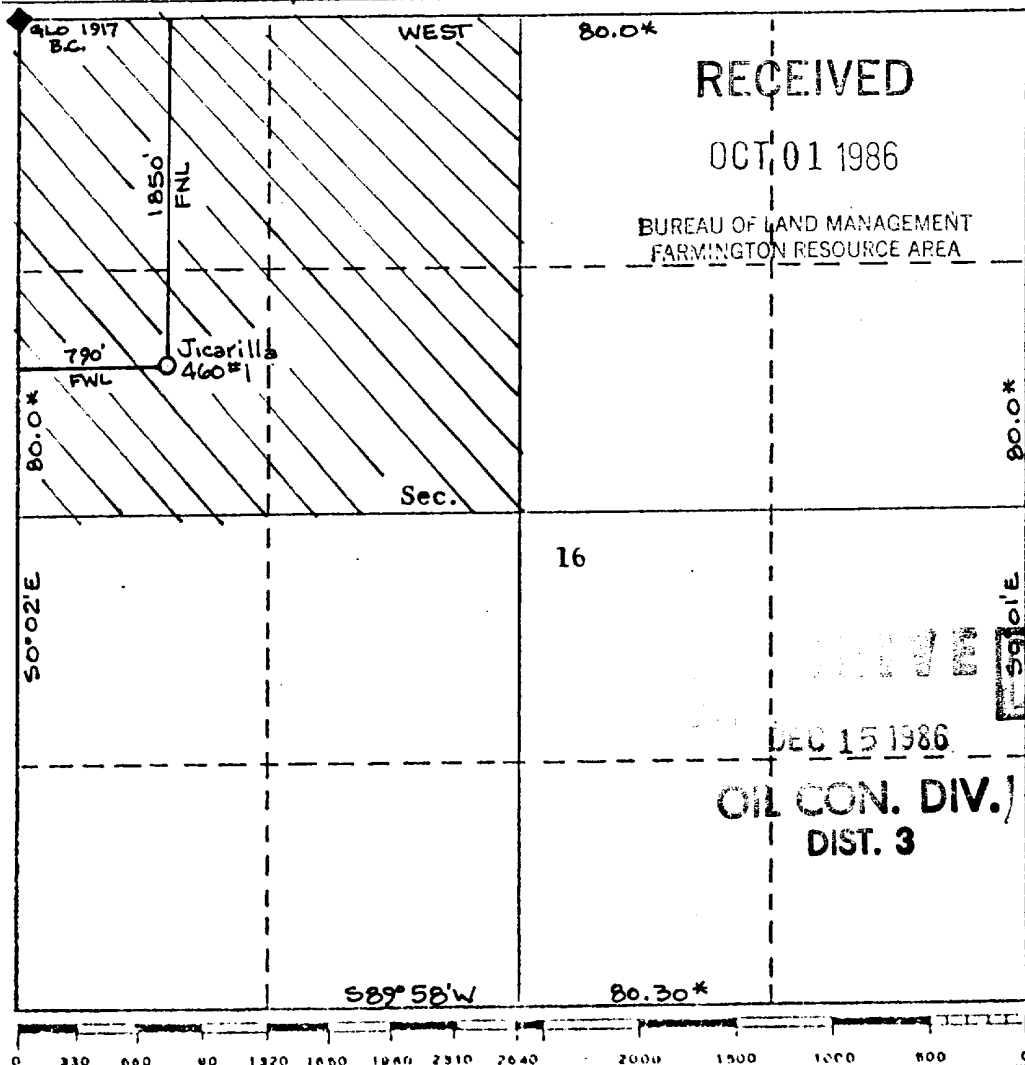 GLO 1917
B.C.
WEST
80.0*
RECEIVED
OCT 01 1986
BUREAU OF LAND MANAGEMENT
FARMINGTON RESOURCE AREA
1850'
FNL
790'
FWL
Jicarilla
460#1
80.0*
80.0*
Sec.
16
S0°02'E
DEC 15 1986
OIL CON. DIV.
DIST. 3
S89°58'W
80.30*
0 330 660 90 1320 1650 1980 2310 2640 2000 1500 1000 500 0